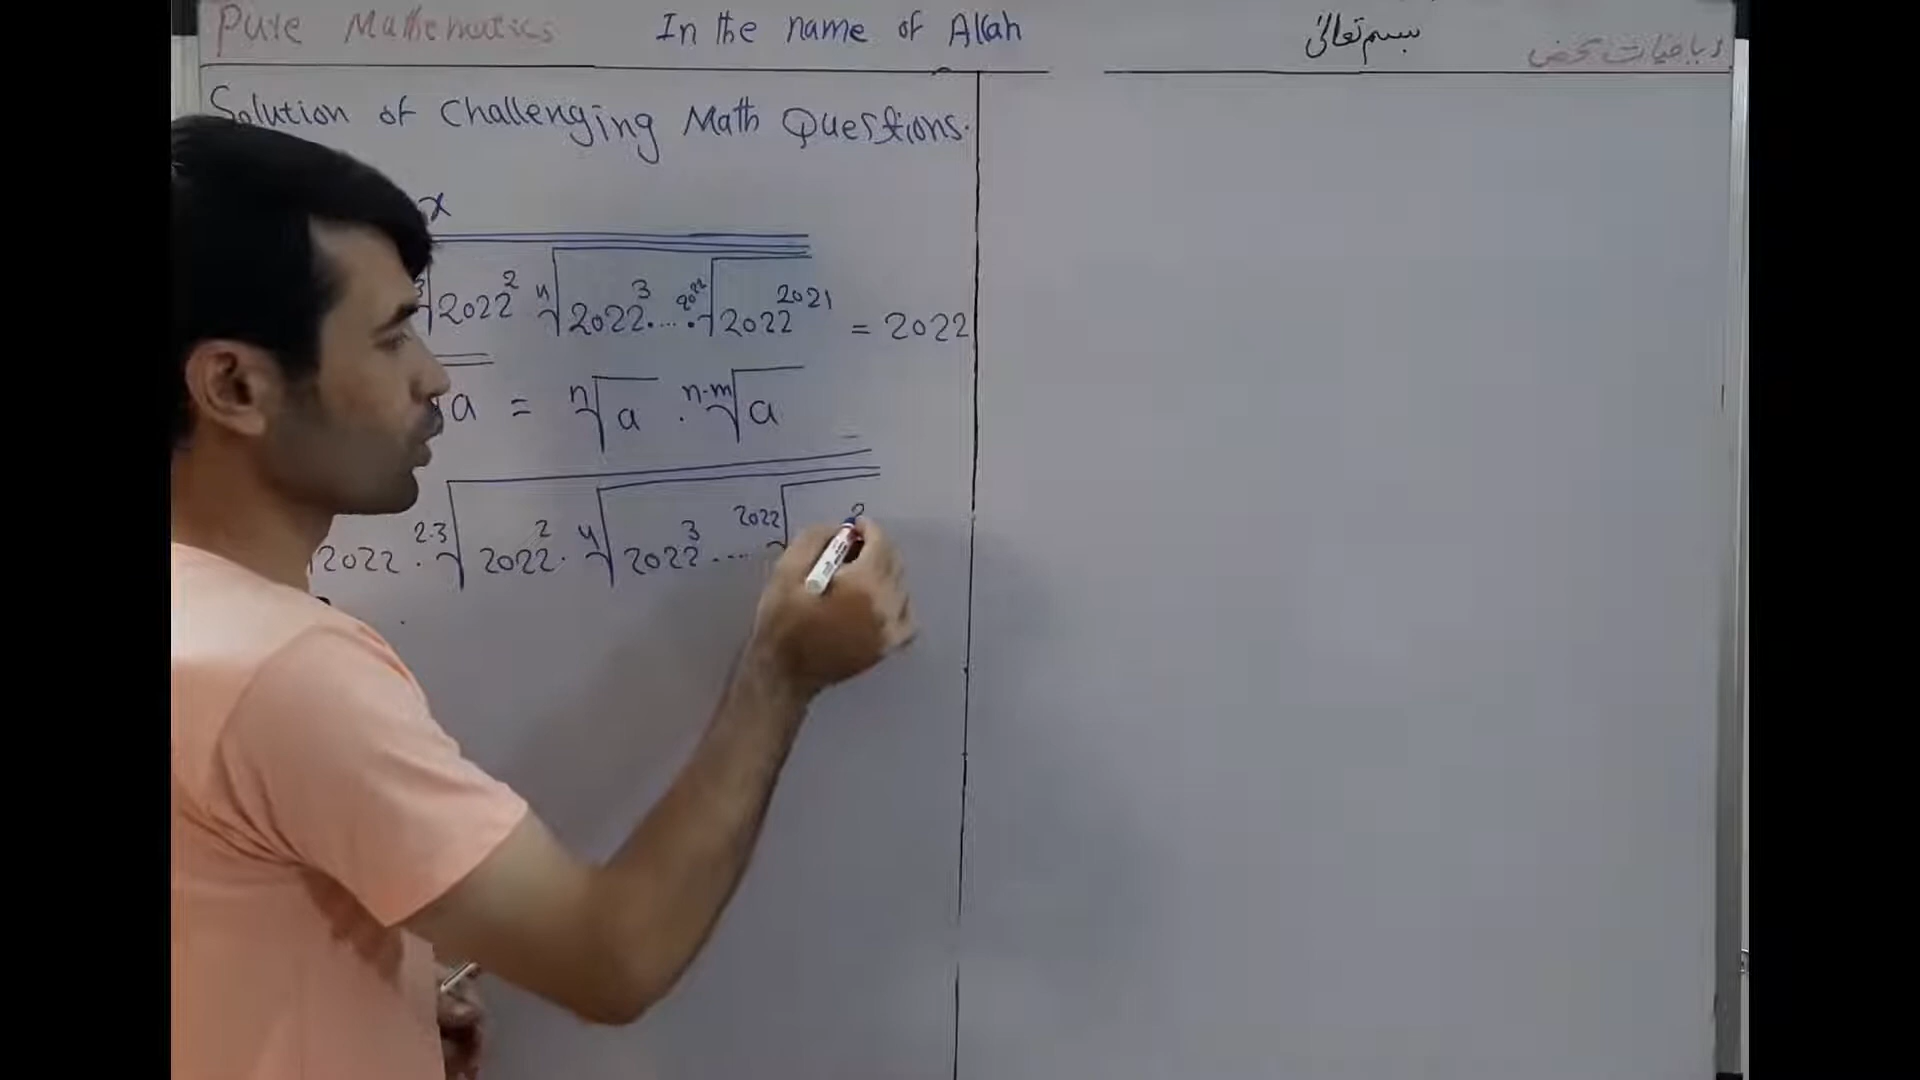 Pure Mathematics In the name of Allah بسم تعالیٰ ریاضیات محض
Solution of Challenging Math Questions.
x
3√2022² 4√2022³.... 2022√2022²⁰²¹ = 2022
a = n√a . n·m√a
2022 . 2·3√2022² . 4√2022³ .... 2022√